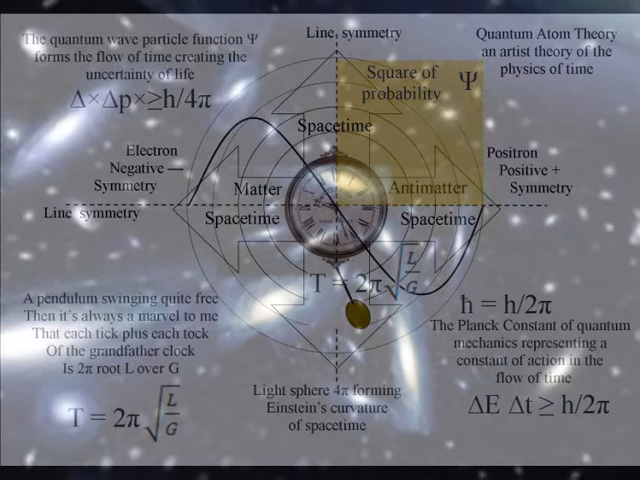 The quantum wave particle function Ψ
forms the flow of time creating the
uncertainty of life
Δ×Δp×≥h/4π
Line, symmetry
Quantum Atom Theory
an artist theory of the
physics of time
Square of
probability
Ψ
Spacetime
Electron
Negative —
Symmetry
Positron
Positive +
Symmetry
Matter
Antimatter
Line symmetry
Spacetime
Spacetime
T = 2π√L/G
A pendulum swinging quite free
Then it's always a marvel to me
That each tick plus each tock
Of the grandfather clock
Is 2π root L over G
T = 2π√L/G
Light sphere 4π forming
Einstein's curvature
of spacetime
ħ = h/2π
The Planck Constant of quantum
mechanics representing a
constant of action in the
flow of time
ΔE Δt ≥ h/2π